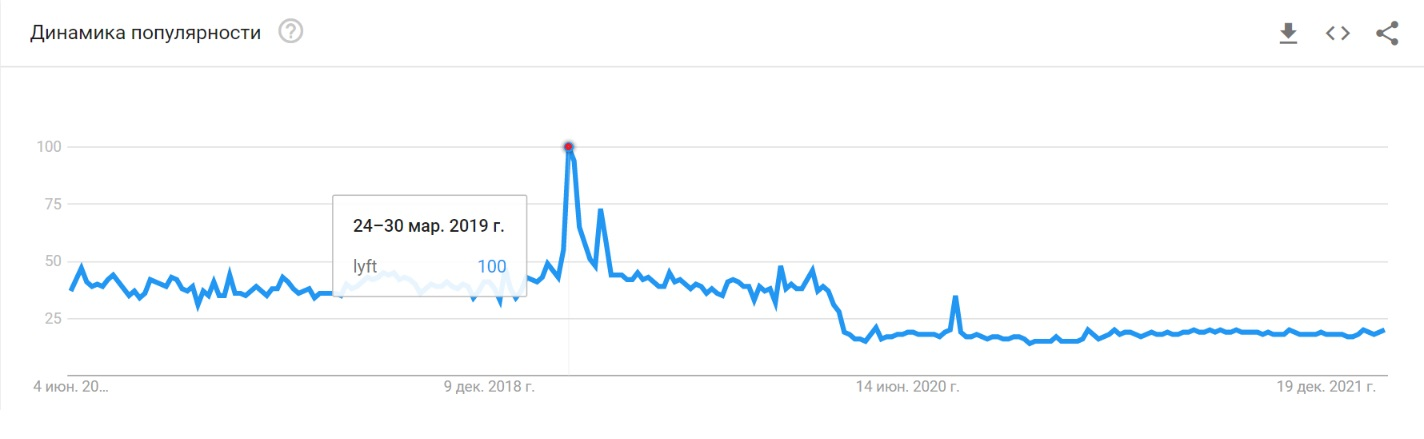 Динамика популярности
100
75
50
25
24–30 мар. 2019 г.
lyft 100
4 июн. 20... 9 дек. 2018 г. 14 июн. 2020 г. 19 дек. 2021 г.